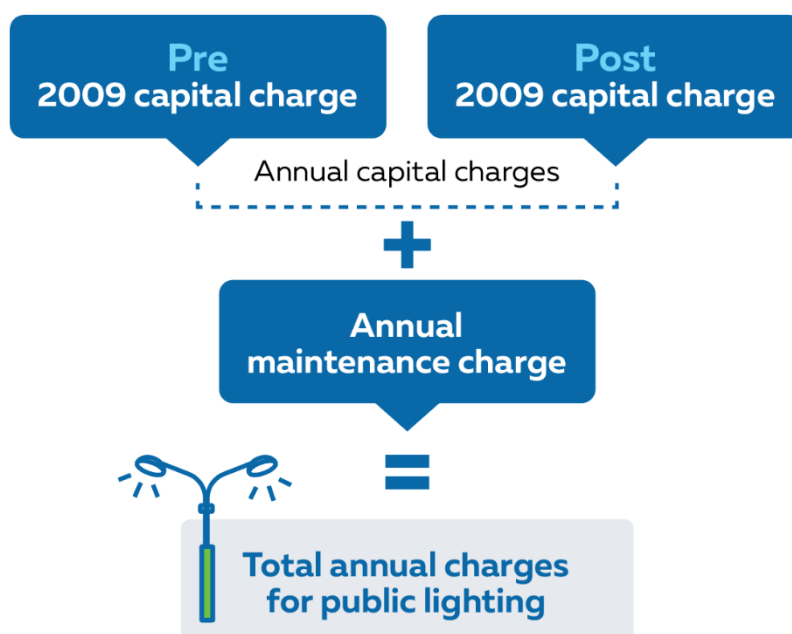 Pre
2009 capital charge
Post
2009 capital charge
Annual capital charges
+
Annual
maintenance charge
=
Total annual charges
for public lighting